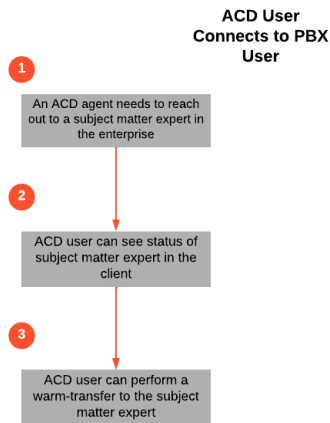 ACD User
Connects to PBX
User
1
An ACD agent needs to reach
out to a subject matter expert in
the enterprise
2
ACD user can see status of
subject matter expert in the
client
3
ACD user can perform a
warm-transfer to the subject
matter expert